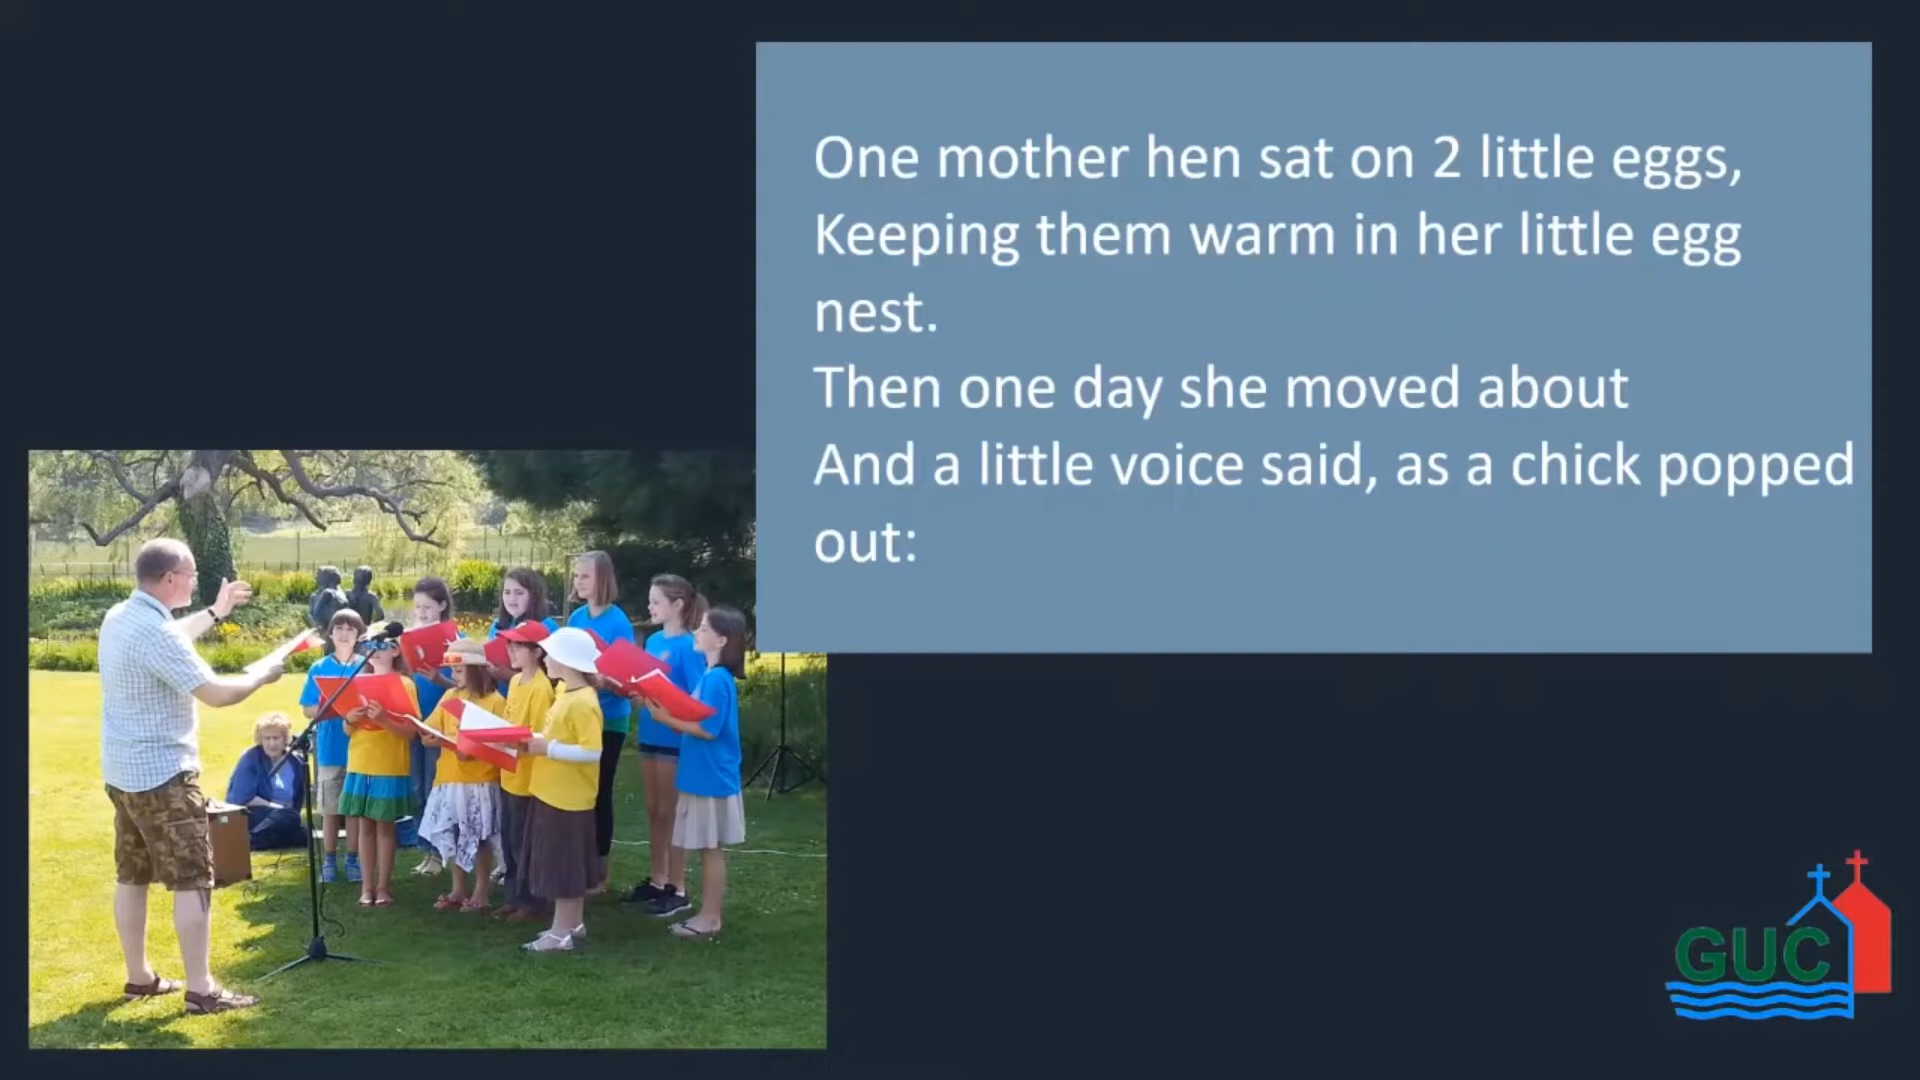 One mother hen sat on 2 little eggs,
Keeping them warm in her little egg
nest.
Then one day she moved about
And a little voice said, as a chick popped
out:
GUC